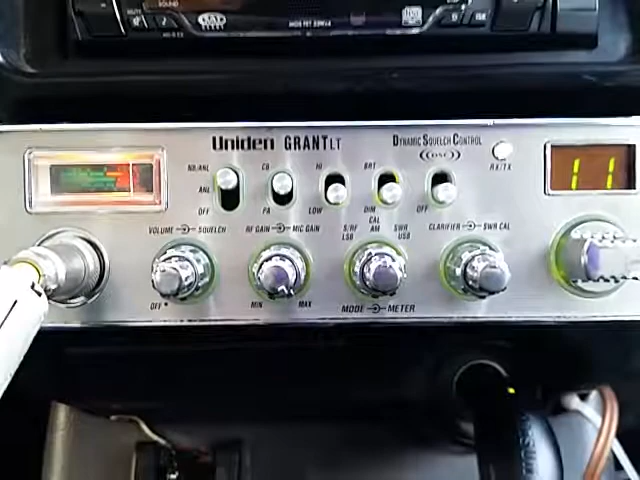 MUTE
SOUND
Uniden GRANT LT
DYNAMIC SQUELCH CONTROL
(DSC)
NB/ANL
ANL
OFF
CB
PA
HI
LOW
BRT
DIM
OFF
RX/TX
11
VOLUME SQUELCH
RF GAIN MIC GAIN
S/RF CAL SWR
LSB AM USB
CLARIFIER SWR CAL
OFF
MIN MAX
MODE METER